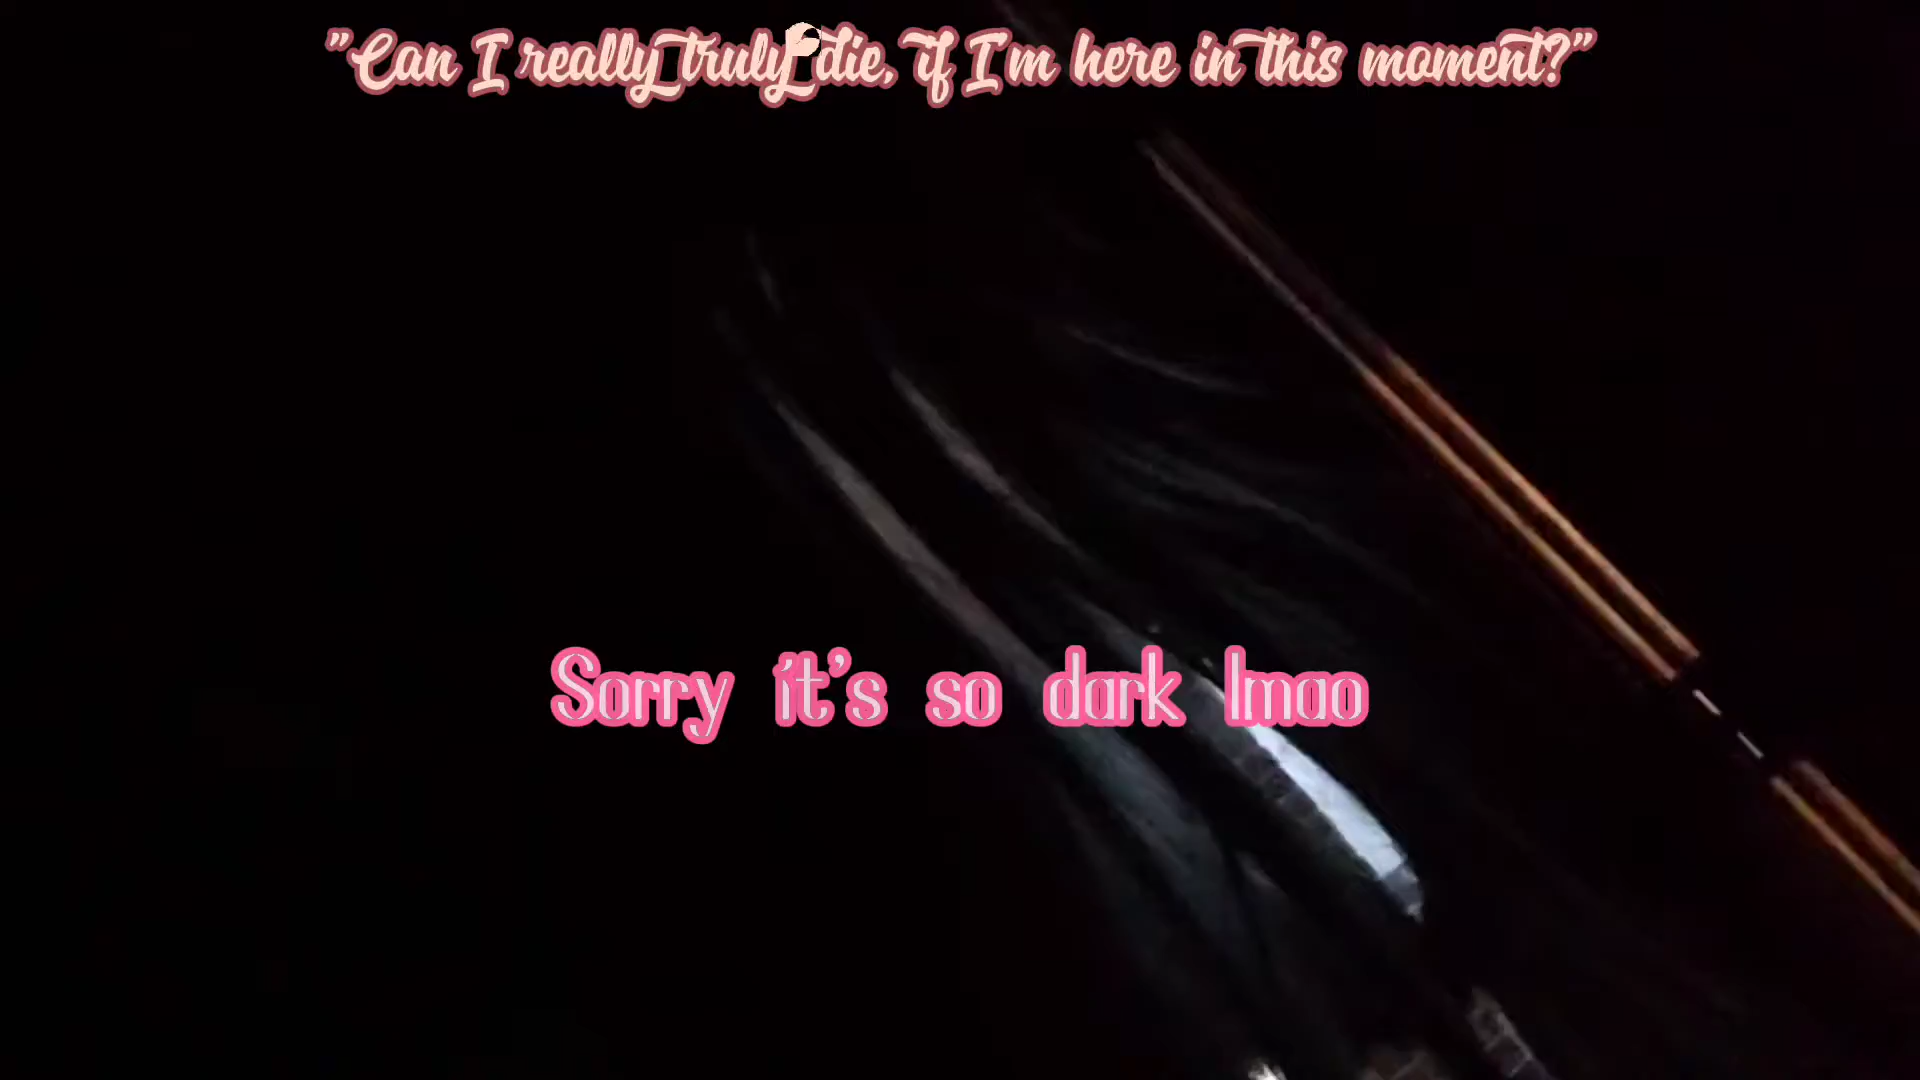 "Can I really truly die, if I'm here in this moment?"
Sorry it's so dark lmao